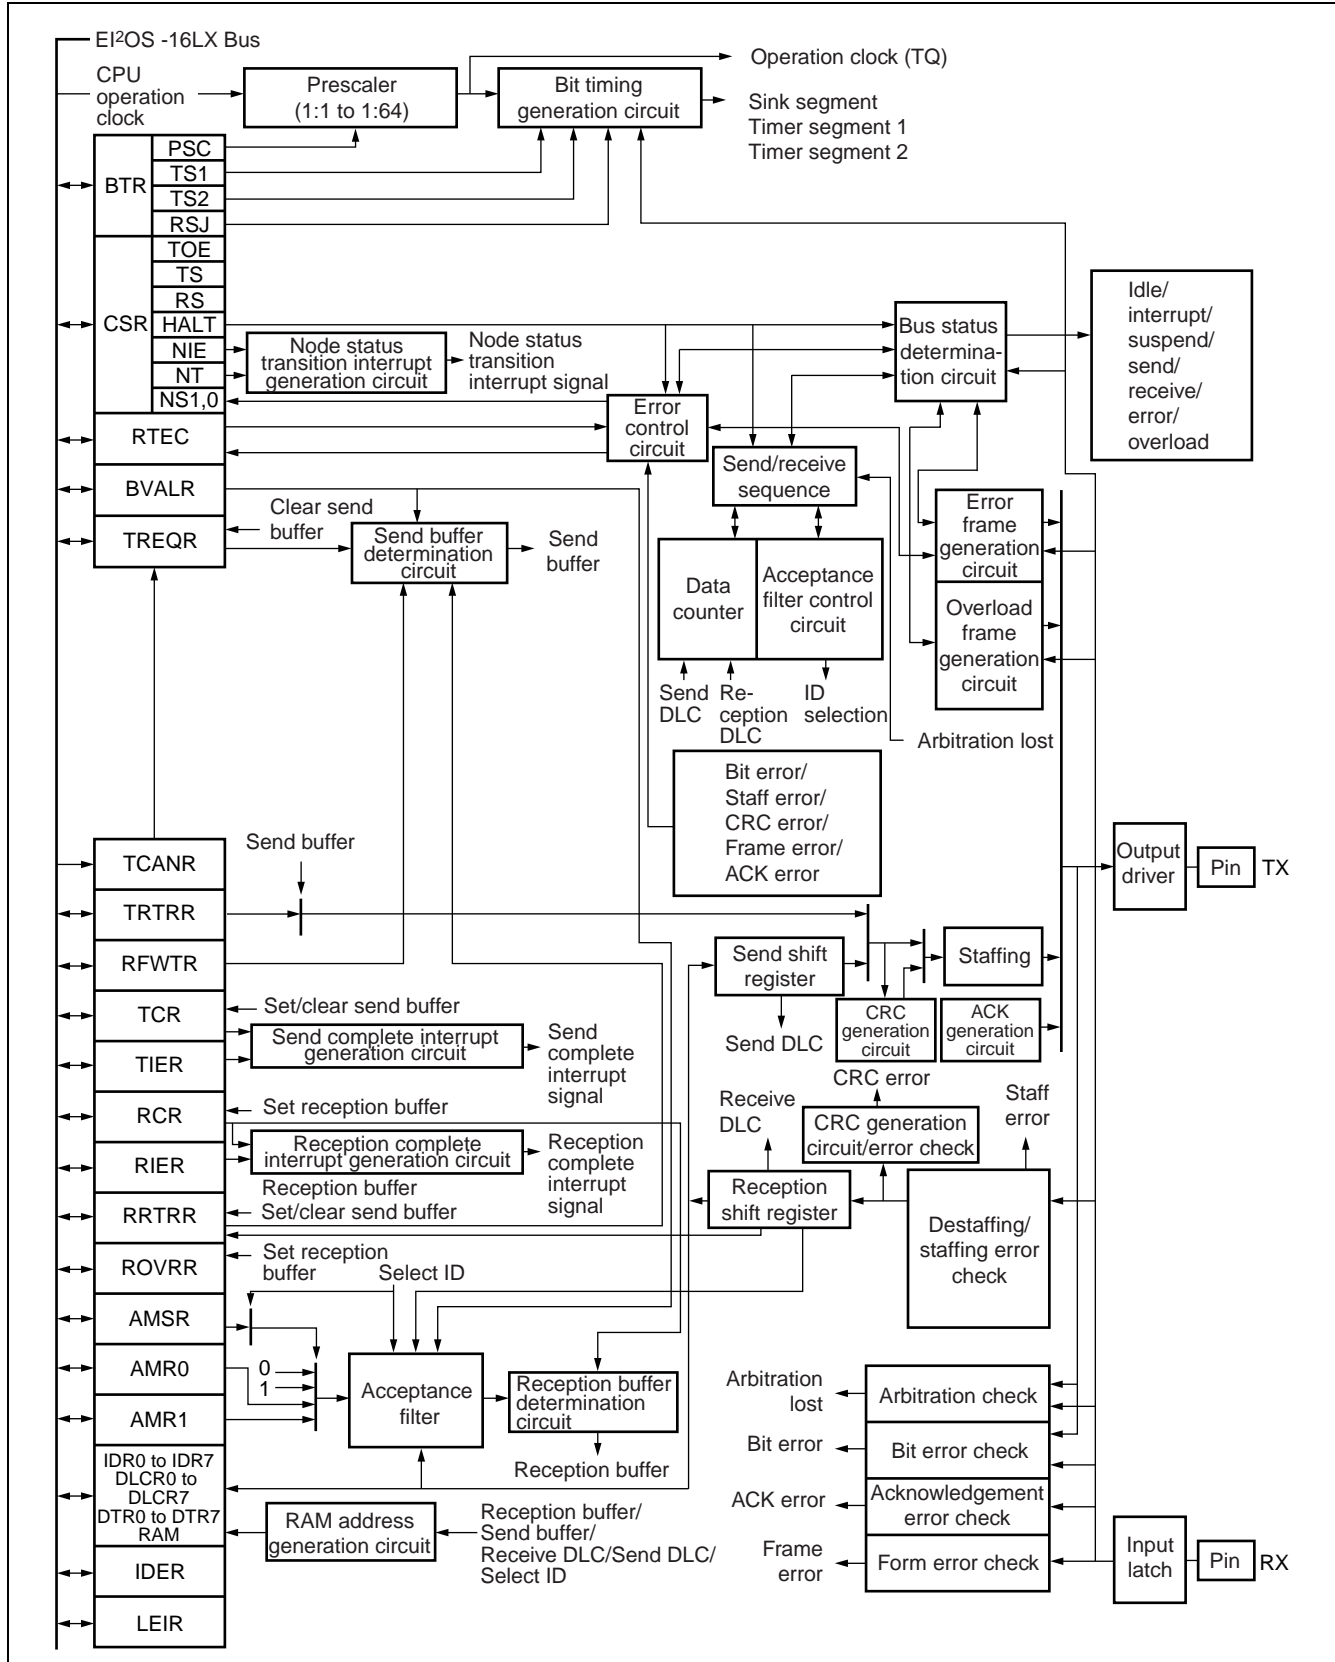 EI²OS -16LX Bus
CPU
operation
clock
Prescaler
(1:1 to 1:64)
Bit timing
generation circuit
Operation clock (TQ)
Sink segment
Timer segment 1
Timer segment 2
BTR
PSC
TS1
TS2
RSJ
CSR
TOE
TS
RS
HALT
NIE
NT
NS1,0
Node status
transition interrupt
generation circuit
Node status
transition
interrupt signal
Bus status
determina-
tion circuit
Idle/
interrupt/
suspend/
send/
receive/
error/
overload
RTEC
Error
control
circuit
BVALR
Send/receive
sequence
TREQR
Clear send
buffer
Send buffer
determination
circuit
Send
buffer
Data
counter
Acceptance
filter control
circuit
Error
frame
generation
circuit
Overload
frame
generation
circuit
Send
DLC
Re-
ception
DLC
ID
selection
Arbitration lost
Bit error/
Staff error/
CRC error/
Frame error/
ACK error
TCANR
Send buffer
Output
driver
Pin
TX
TRTRR
RFWTR
Send shift
register
Staffing
TCR
Set/clear send buffer
Send complete interrupt
generation circuit
Send
complete
interrupt
signal
Send DLC
CRC
generation
circuit
ACK
generation
circuit
TIER
CRC error
RCR
Set reception buffer
Receive
DLC
CRC generation
circuit/error check
Staff
error
RIER
Reception complete
interrupt generation circuit
Reception
complete
interrupt
signal
RRTRR
Reception buffer
Set/clear send buffer
Reception
shift register
Destaffing/
staffing error
check
ROVRR
Set reception
buffer
Select ID
AMSR
AMR0
0
1
Acceptance
filter
Reception buffer
determination
circuit
Arbitration
lost
Arbitration check
AMR1
Reception buffer
Bit error
Bit error check
IDR0 to IDR7
DLCR0 to
DLCR7
DTR0 to DTR7
RAM
RAM address
generation circuit
Reception buffer/
Send buffer/
Receive DLC/Send DLC/
Select ID
ACK error
Acknowledgement
error check
IDER
Frame
error
Form error check
Input
latch
Pin
RX
LEIR